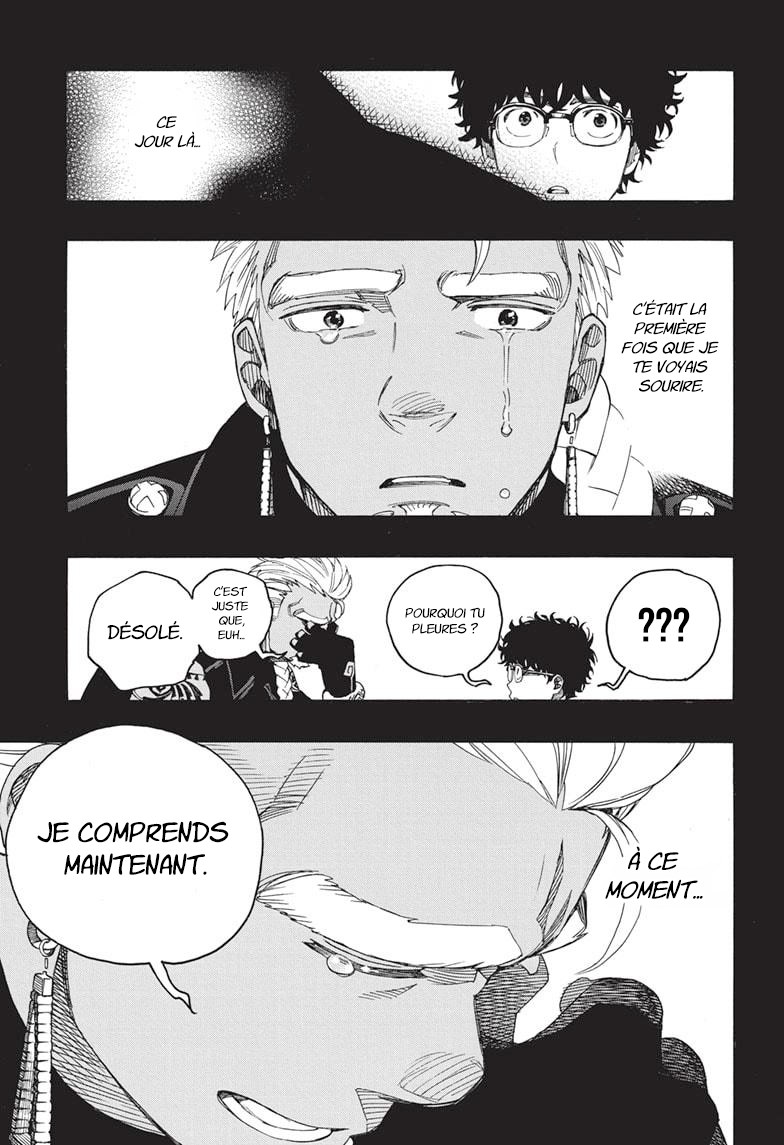 CE
JOUR LÀ...
C'ÉTAIT LA
PREMIÈRE
FOIS QUE JE
TE VOYAIS
SOURIRE.
???
POURQUOI TU
PLEURES ?
C'EST
JUSTE
QUE,
EUH...
DÉSOLÉ.
À CE
MOMENT...
JE COMPRENDS
MAINTENANT.